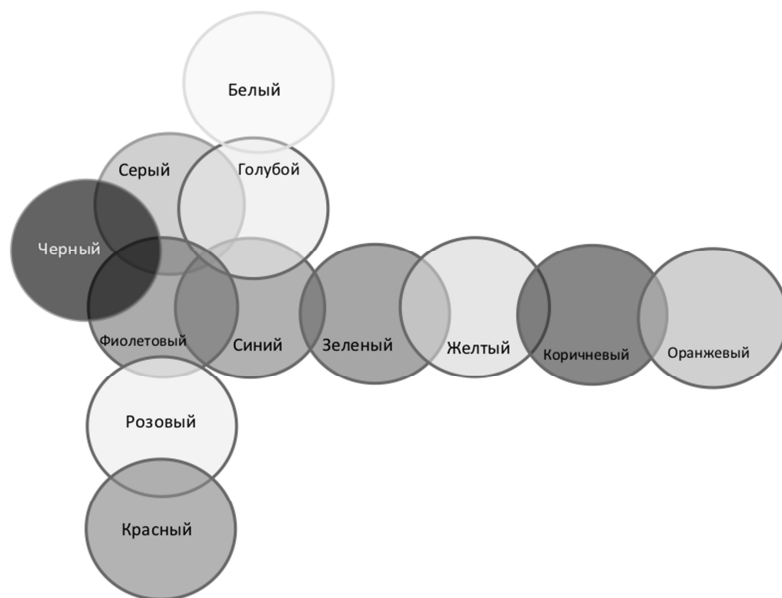 Белый
Серый
Голубой
Черный
Фиолетовый
Синий
Зеленый
Желтый
Коричневый
Оранжевый
Розовый
Красный